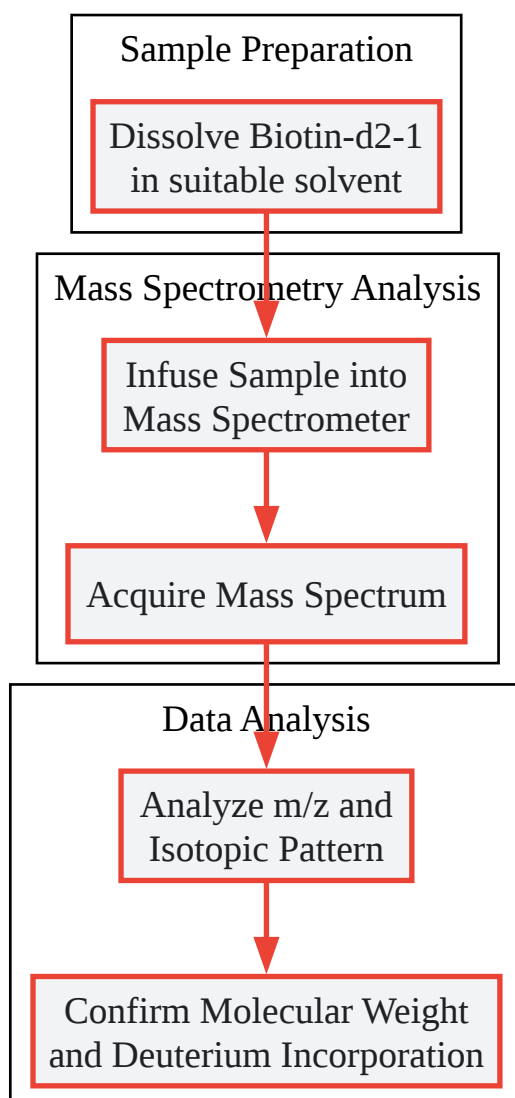 Sample Preparation
Dissolve Biotin-d2-1
in suitable solvent
Mass Spectrometry Analysis
Infuse Sample into
Mass Spectrometer
Acquire Mass Spectrum
Data Analysis
Analyze m/z and
Isotopic Pattern
Confirm Molecular Weight
and Deuterium Incorporation